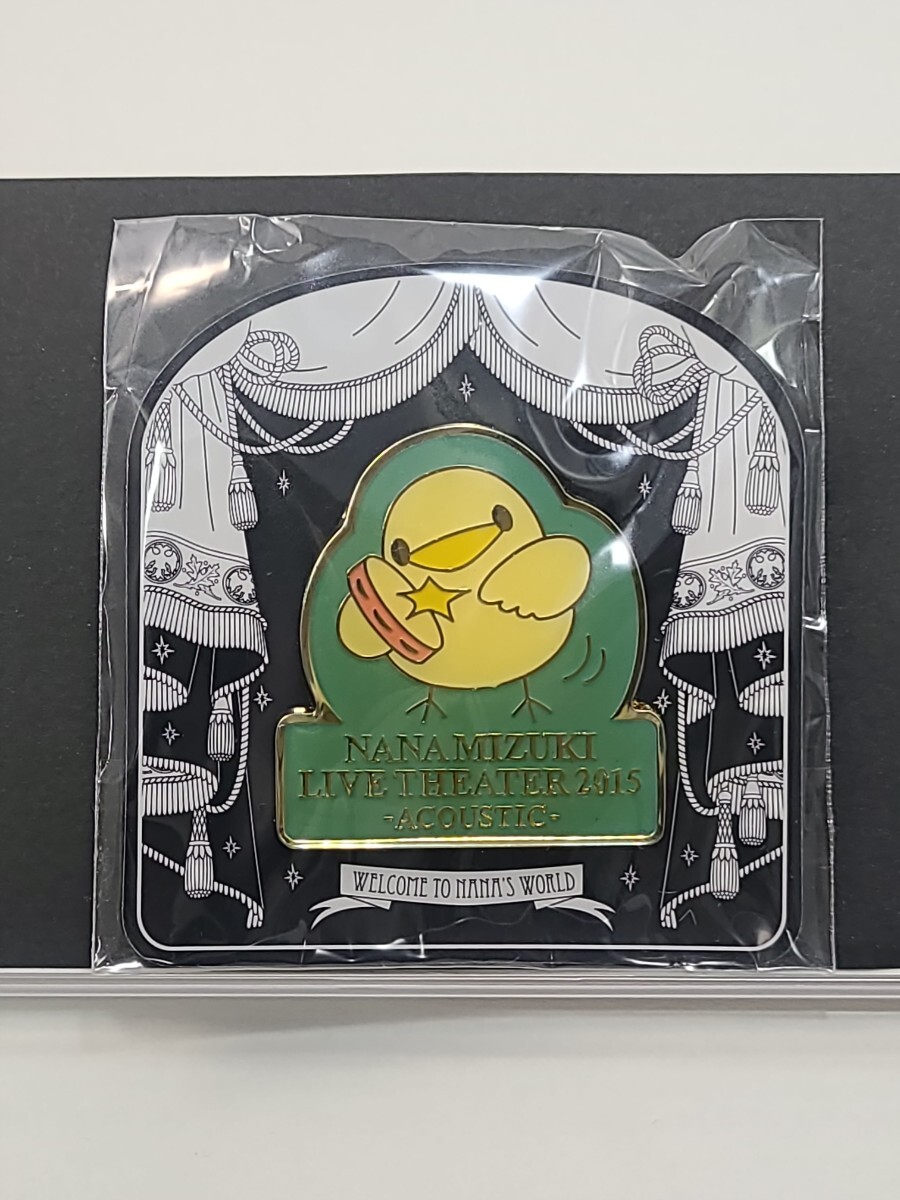 NANA MIZUKI
LIVE THEATER 2015
-ACOUSTIC-
WELCOME TO NANA'S WORLD